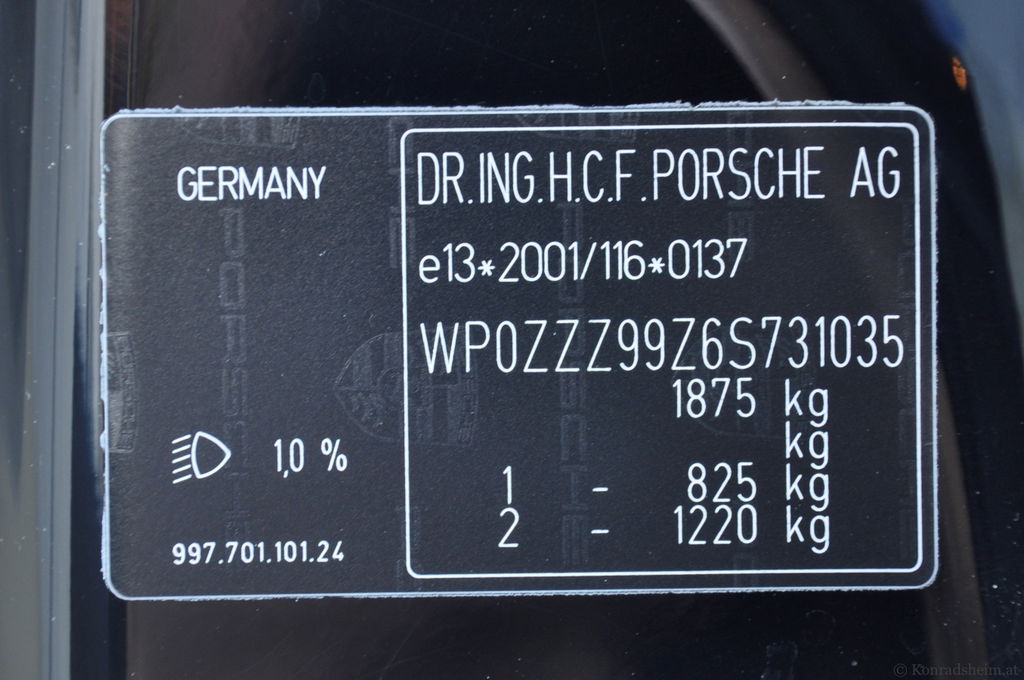 GERMANY
1,0 %
997.701.101.24
DR.ING.H.C.F.PORSCHE AG
e13*2001/116*0137
WP0ZZZ99Z6S731035
1875 kg
kg
1 - 825 kg
2 - 1220 kg
© Konradsheim.at